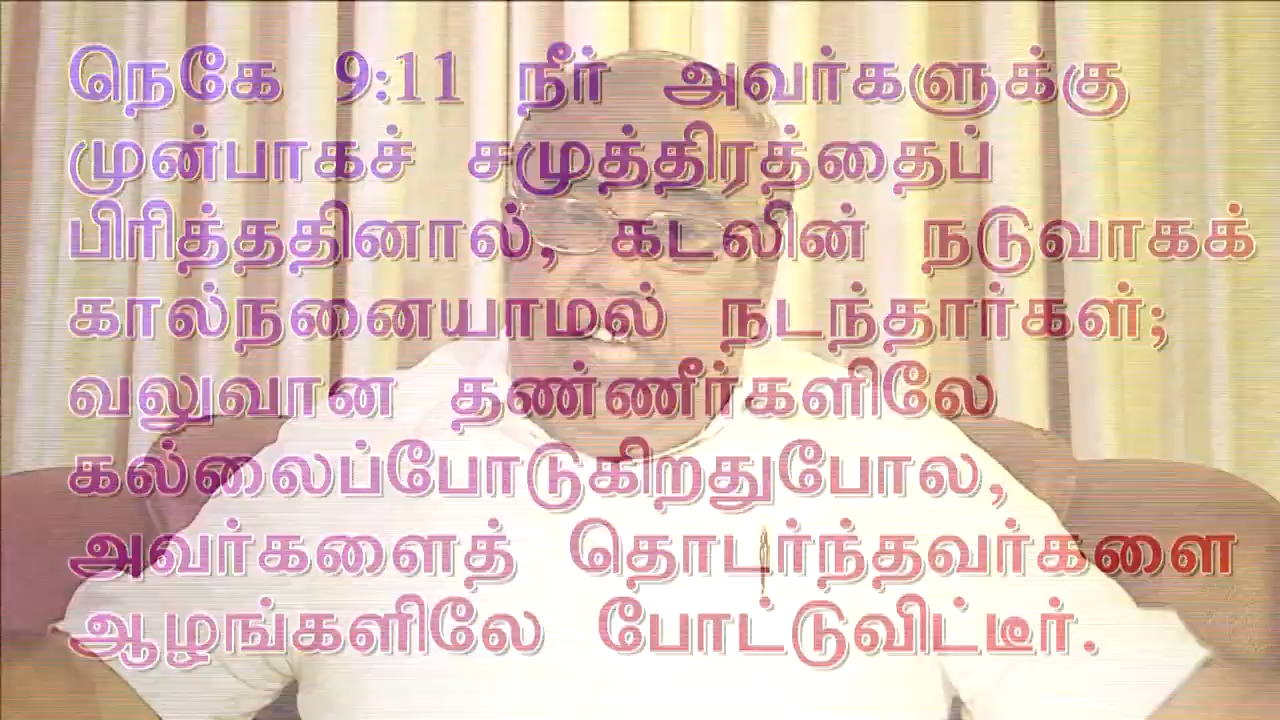 நெகே 9:11 நீர் அவர்களுக்கு
முன்பாகச் சமுத்திரத்தைப்
பிரித்ததினால், கடலின் நடுவாகக்
கால்நனையாமல் நடந்தார்கள்;
வலுவான தண்ணீர்களிலே
கல்லைப்போடுகிறதுபோல,
அவர்களைத் தொடர்ந்தவர்களை
ஆழங்களிலே போட்டுவிட்டீர்.